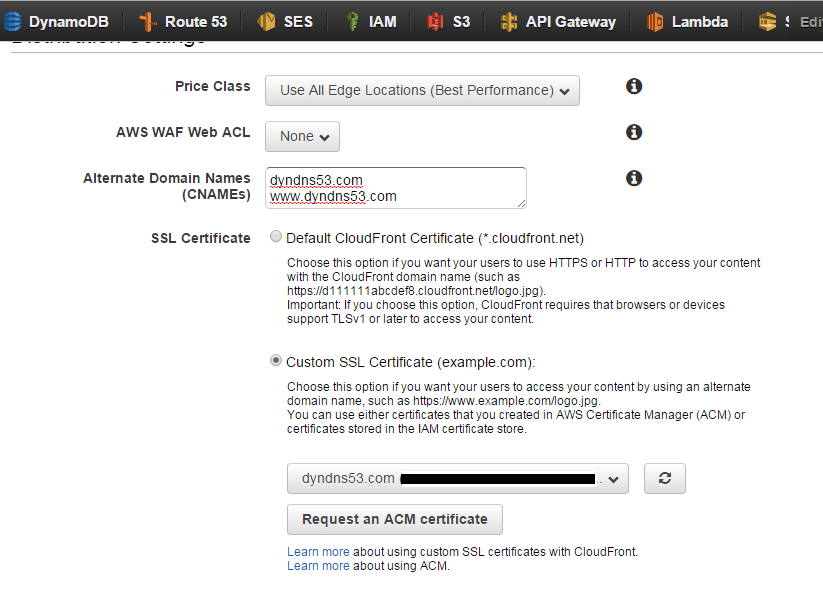 DynamoDB Route 53 SES IAM S3 API Gateway Lambda S Edi
Distribution Settings
Price Class Use All Edge Locations (Best Performance)
AWS WAF Web ACL None
Alternate Domain Names
(CNAMEs)
dyndns53.com
www.dyndns53.com
SSL Certificate Default CloudFront Certificate (*.cloudfront.net)
Choose this option if you want your users to use HTTPS or HTTP to access your content
with the CloudFront domain name (such as
https://d111111abcdef8.cloudfront.net/logo.jpg).
Important: If you choose this option, CloudFront requires that browsers or devices
support TLSv1 or later to access your content.
Custom SSL Certificate (example.com):
Choose this option if you want your users to access your content by using an alternate
domain name, such as https://www.example.com/logo.jpg.
You can use either certificates that you created in AWS Certificate Manager (ACM) or
certificates stored in the IAM certificate store.
dyndns53.com (
Request an ACM certificate
Learn more about using custom SSL certificates with CloudFront.
Learn more about using ACM.